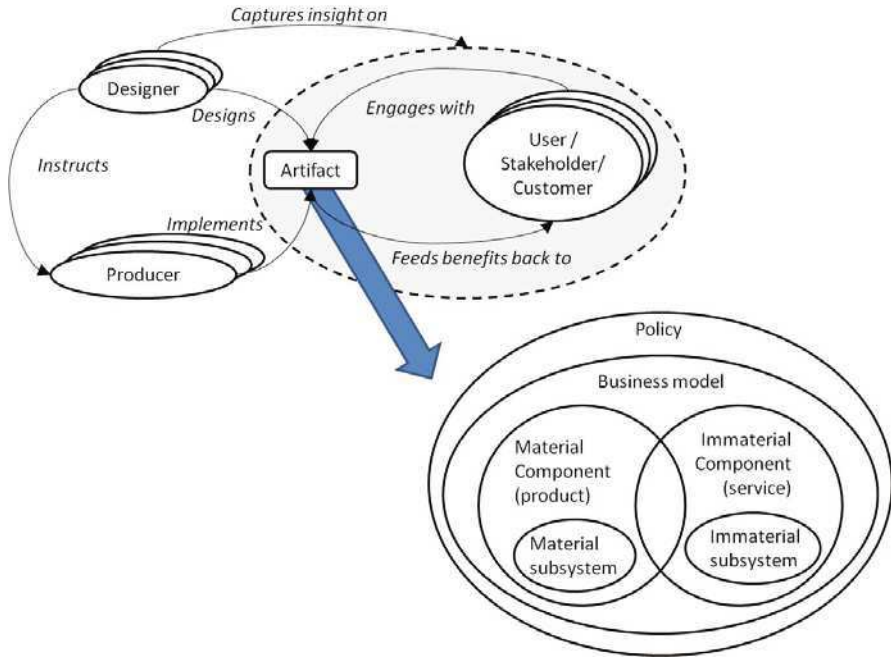 Captures insight on
Designer
Designs
Engages with
User /
Stakeholder/
Customer
Instructs
Artifact
Implements
Producer
Feeds benefits back to
Policy
Business model
Material
Component
(product)
Immaterial
Component
(service)
Material
subsystem
Immaterial
subsystem